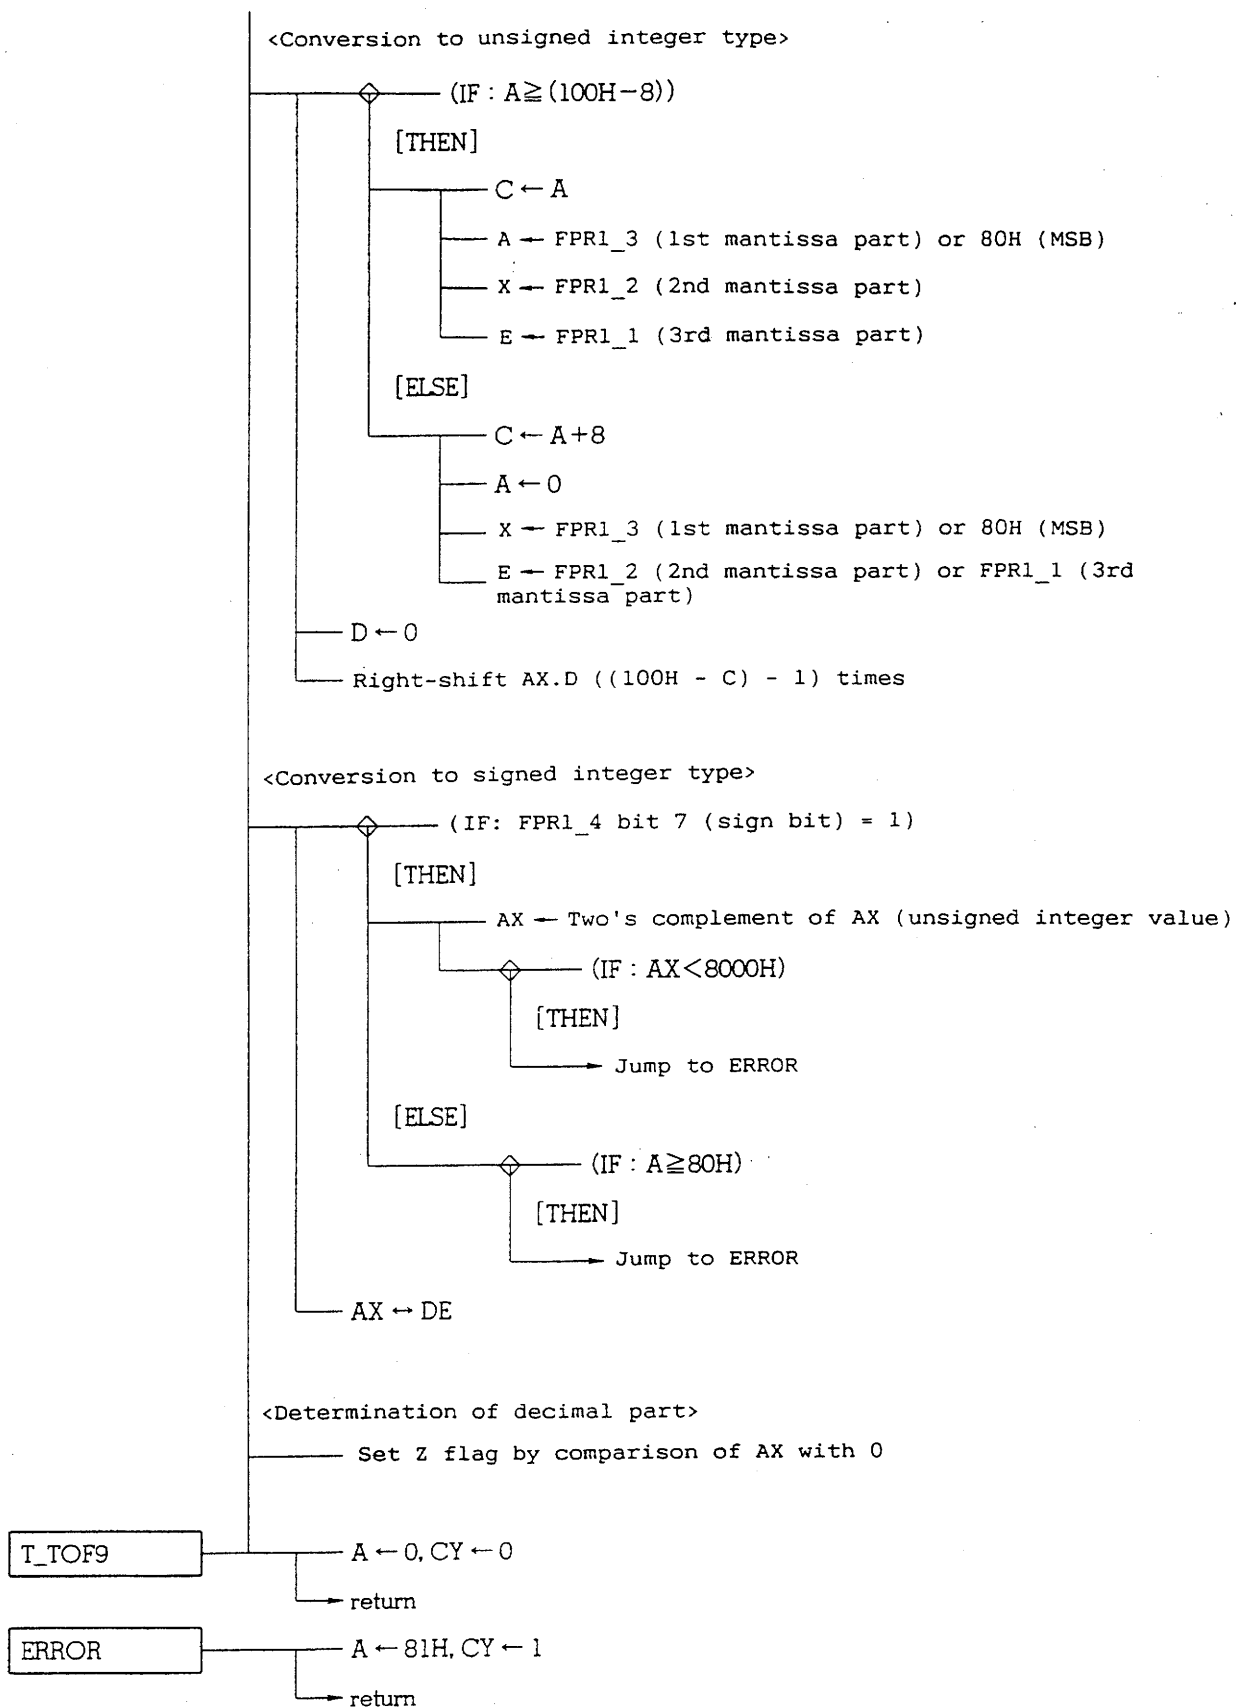 <Conversion to unsigned integer type>
(IF : A≧(100H-8))
[THEN]
C ← A
A ← FPR1_3 (1st mantissa part) or 80H (MSB)
X ← FPR1_2 (2nd mantissa part)
E ← FPR1_1 (3rd mantissa part)
[ELSE]
C ← A+8
A ← 0
X ← FPR1_3 (1st mantissa part) or 80H (MSB)
E ← FPR1_2 (2nd mantissa part) or FPR1_1 (3rd
mantissa part)
D ← 0
Right-shift AX.D ((100H - C) - 1) times
<Conversion to signed integer type>
(IF: FPR1_4 bit 7 (sign bit) = 1)
[THEN]
AX ← Two's complement of AX (unsigned integer value)
(IF : AX<8000H)
[THEN]
Jump to ERROR
[ELSE]
(IF : A≧80H)
[THEN]
Jump to ERROR
AX ↔ DE
<Determination of decimal part>
Set Z flag by comparison of AX with 0
T_TOF9
A ← 0, CY ← 0
return
ERROR
A ← 81H, CY ← 1
return